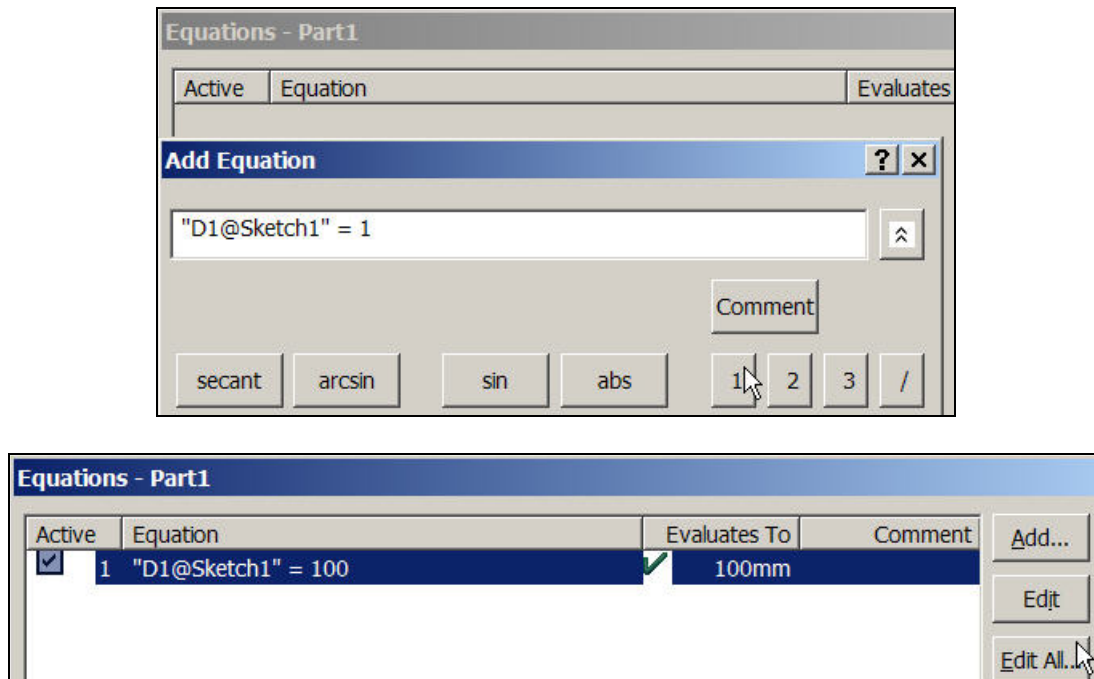 Equations - Part1
Active Equation Evaluates
Add Equation ? ×
"D1@Sketch1" = 1
Comment
secant arcsin sin abs 1 2 3 /
Equations - Part1
Active Equation Evaluates To Comment Add...
1 "D1@Sketch1" = 100 100mm
Edit
Edit All...